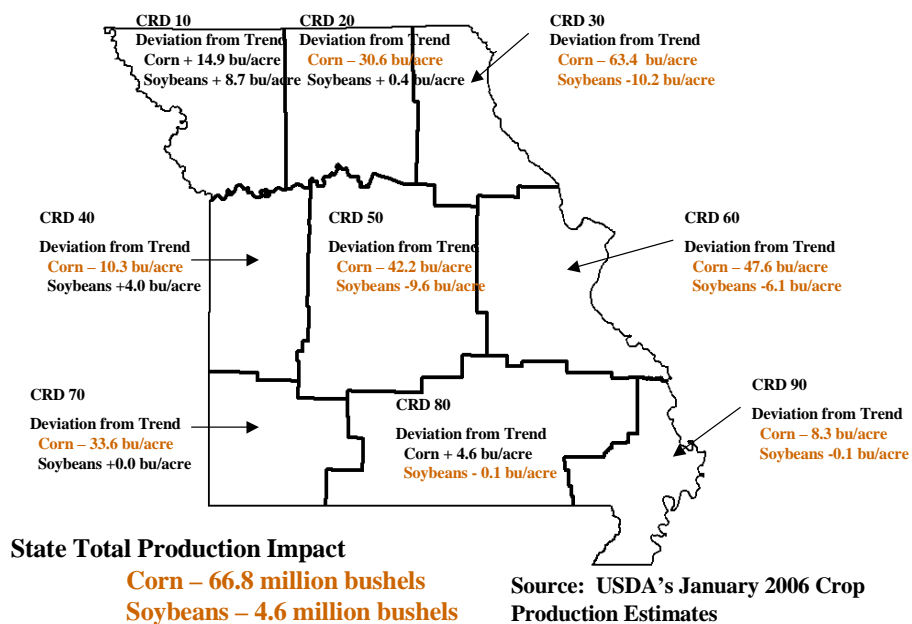 CRD 10
Deviation from Trend
Corn + 14.9 bu/acre
Soybeans + 8.7 bu/acre
CRD 20
Deviation from Trend
Corn – 30.6 bu/acre
Soybeans + 0.4 bu/acre
CRD 30
Deviation from Trend
Corn – 63.4 bu/acre
Soybeans -10.2 bu/acre
CRD 40
Deviation from Trend
Corn – 10.3 bu/acre
Soybeans +4.0 bu/acre
CRD 50
Deviation from Trend
Corn – 42.2 bu/acre
Soybeans -9.6 bu/acre
CRD 60
Deviation from Trend
Corn – 47.6 bu/acre
Soybeans -6.1 bu/acre
CRD 70
Deviation from Trend
Corn – 33.6 bu/acre
Soybeans +0.0 bu/acre
CRD 80
Deviation from Trend
Corn + 4.6 bu/acre
Soybeans - 0.1 bu/acre
CRD 90
Deviation from Trend
Corn – 8.3 bu/acre
Soybeans -0.1 bu/acre
State Total Production Impact
Corn – 66.8 million bushels
Soybeans – 4.6 million bushels
Source: USDA's January 2006 Crop
Production Estimates